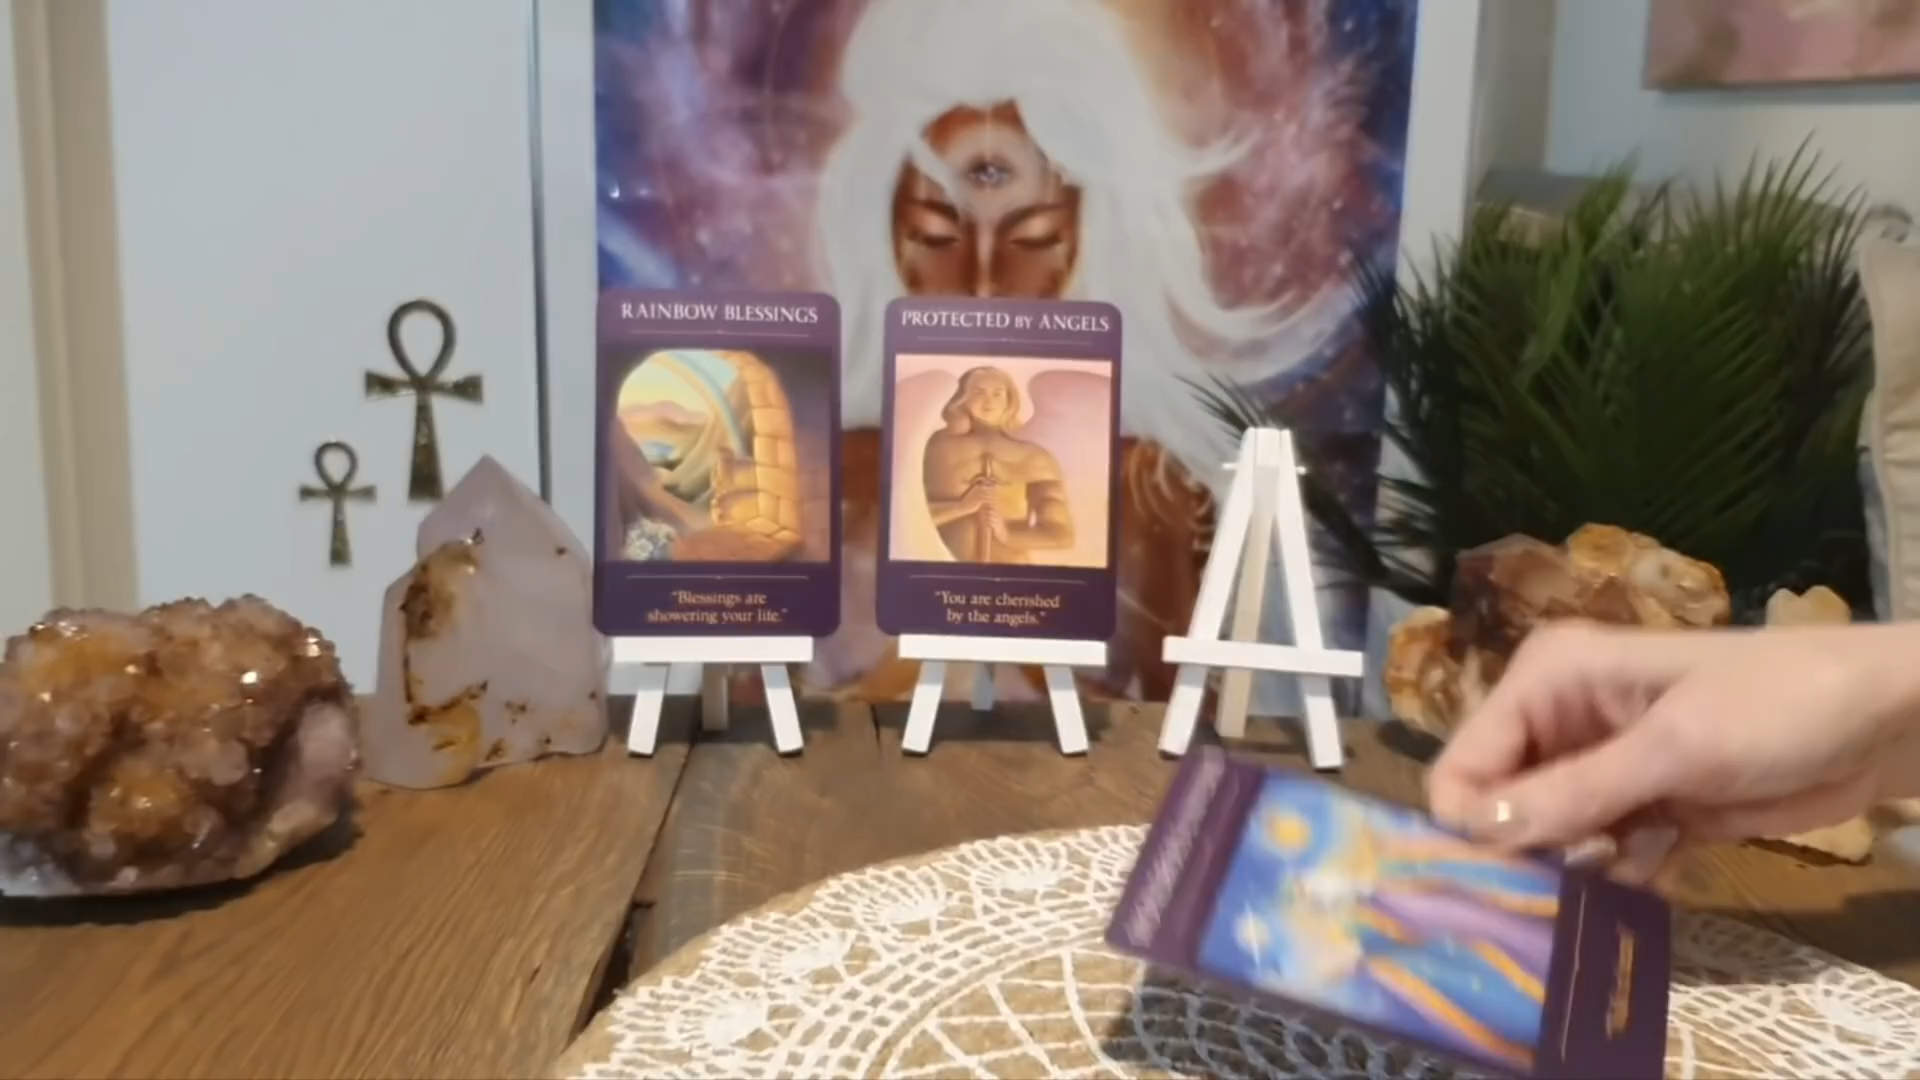 RAINBOW BLESSINGS
"Blessings are
showering your life."
PROTECTED BY ANGELS
"You are cherished
by the angels."